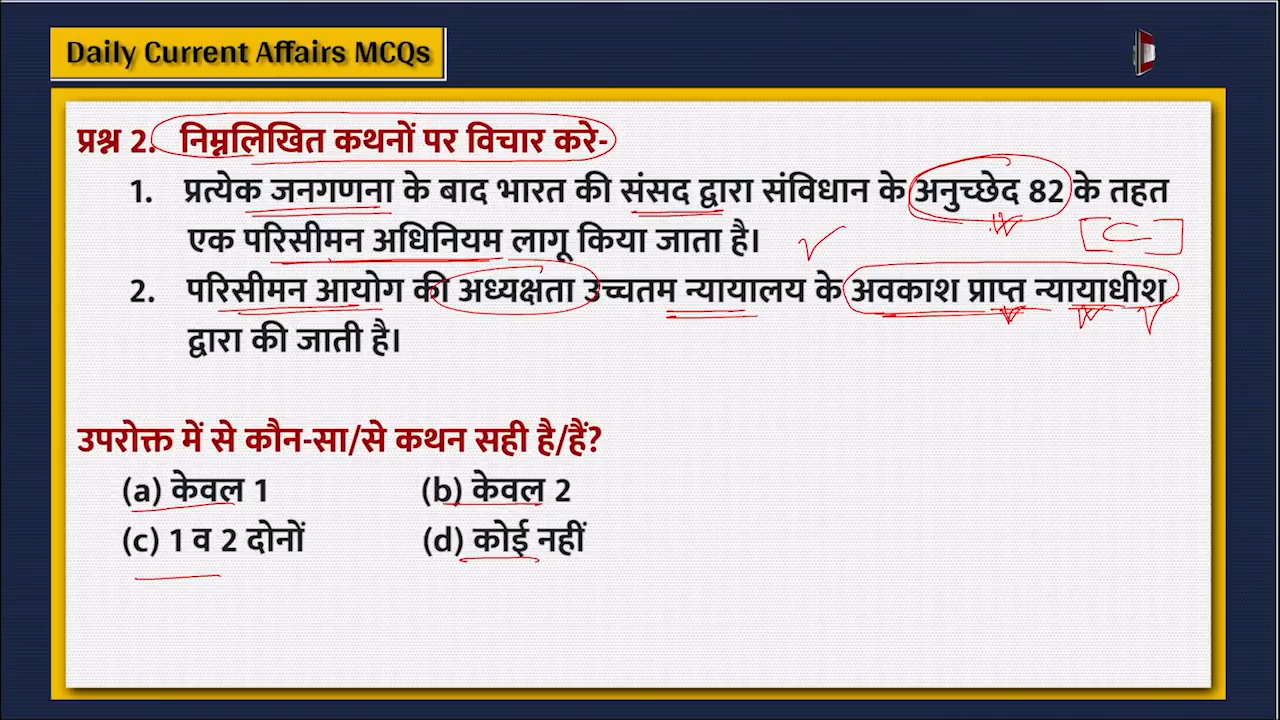 Daily Current Affairs MCQs
प्रश्न 2. निम्नलिखित कथनों पर विचार करे-
1. प्रत्येक जनगणना के बाद भारत की संसद द्वारा संविधान के अनुच्छेद 82 के तहत
एक परिसीमन अधिनियम लागू किया जाता है।
C
2. परिसीमन आयोग की अध्यक्षता उच्चतम न्यायालय के अवकाश प्राप्त न्यायाधीश
द्वारा की जाती है।
उपरोक्त में से कौन-सा/से कथन सही है/हैं?
(a) केवल 1 (b) केवल 2
(c) 1 व 2 दोनों (d) कोई नहीं